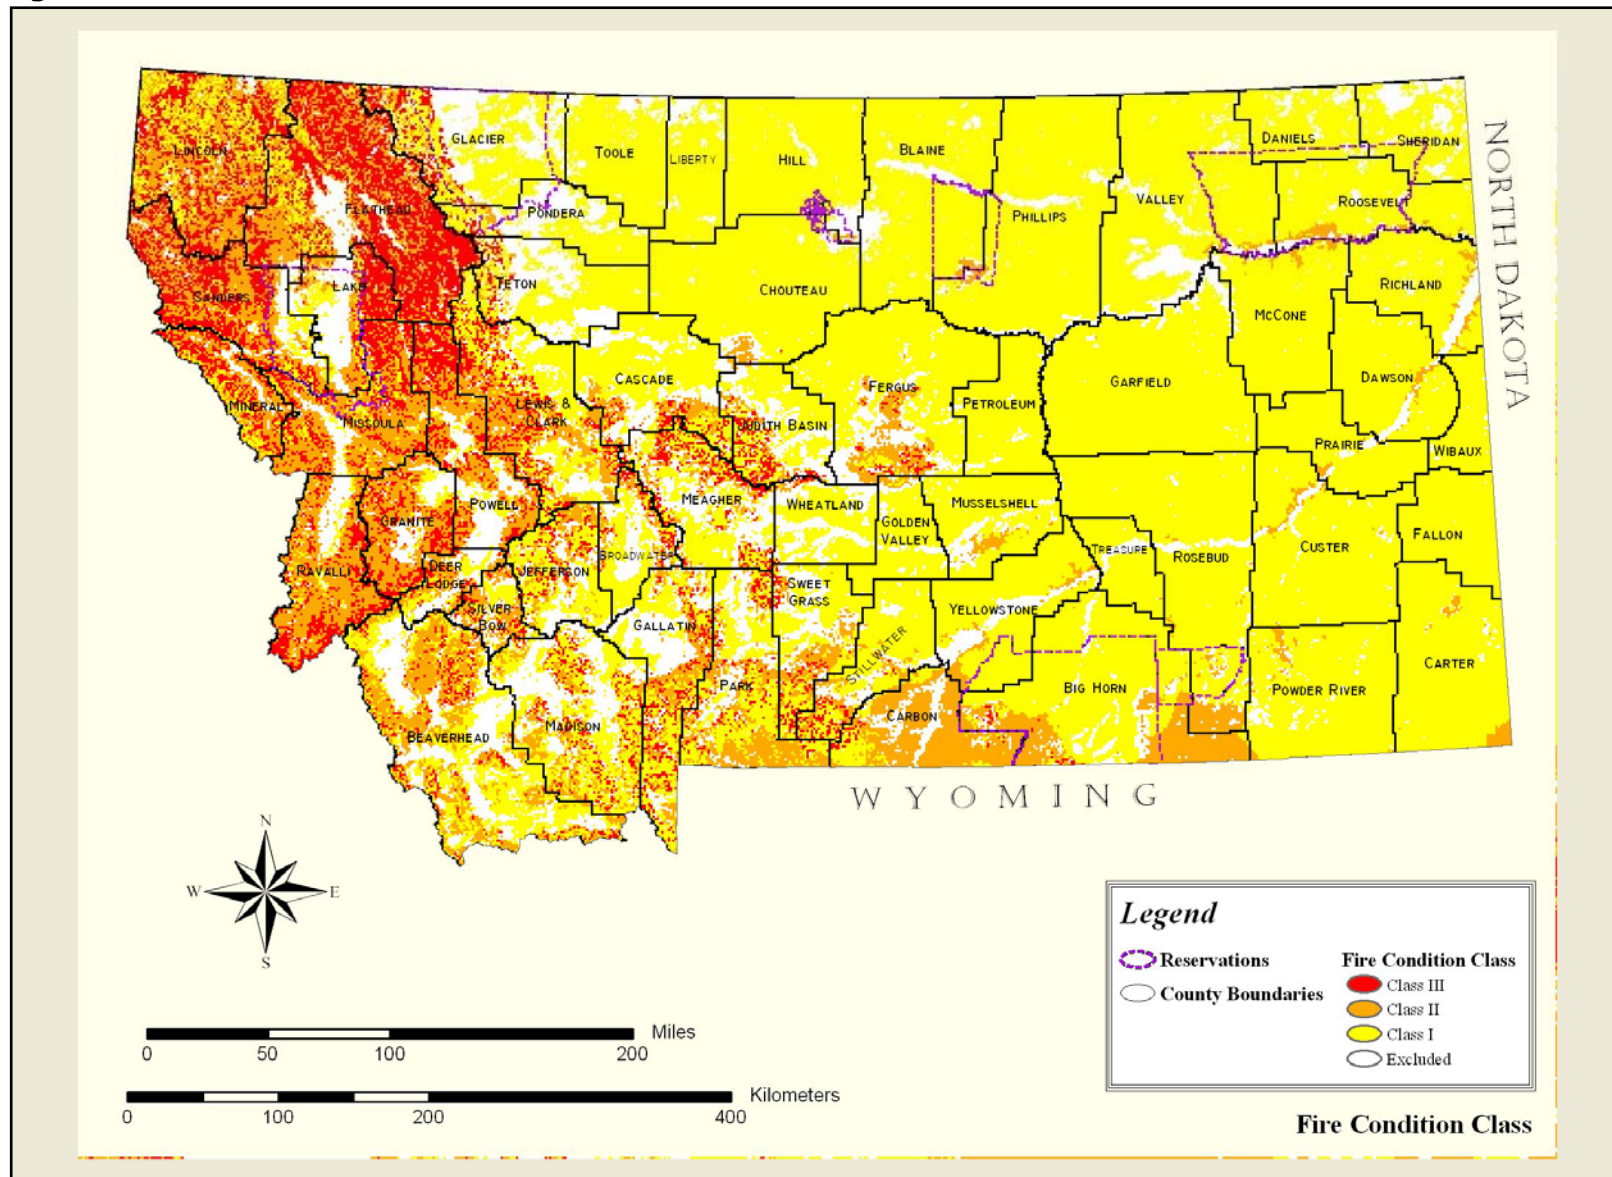 GLACIER
TOOLE
LIBERTY
HILL
BLAINE
PHILLIPS
VALLEY
DANIELS
SHERIDAN
ROOSEVELT
LINCOLN
FLATHEAD
PONDERA
TETON
CHOUTEAU
RICHLAND
McCONE
SANDERS
LAKE
CASCADE
FERGUS
PETROLEUM
GARFIELD
DAWSON
PRAIRIE
WIBAUX
MINERAL
MISSOULA
LEWIS &
CLARK
JUDITH BASIN
POWELL
GRANITE
MEAGHER
WHEATLAND
GOLDEN
VALLEY
MUSSELSHELL
TREASURE
ROSEBUD
CUSTER
FALLON
RAVALLI
DEER
LODGE
JEFFERSON
BROADWATER
SILVER
BOW
GALLATIN
SWEET
GRASS
STILLWATER
YELLOWSTONE
BIG HORN
POWDER RIVER
CARTER
BEAVERHEAD
MADISON
PARK
CARBON
NORTH DAKOTA
WYOMING
N
W E
S
Legend
Reservations
County Boundaries
Fire Condition Class
Class III
Class II
Class I
Excluded
Miles
0 50 100 200
Kilometers
0 100 200 400
Fire Condition Class